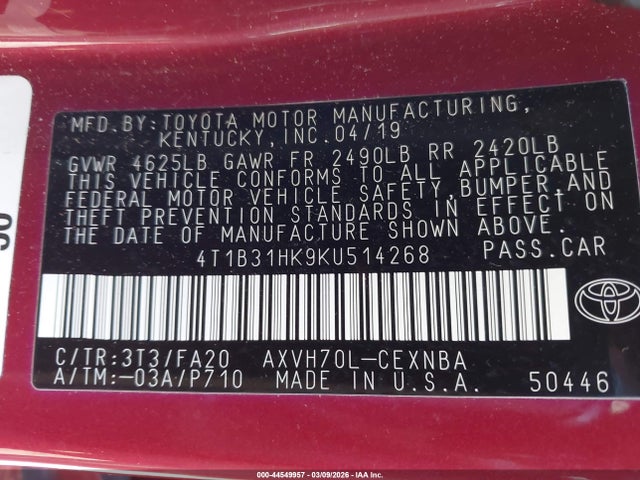 MFD.BY:TOYOTA MOTOR MANUFACTURING,
KENTUCKY,INC.04/19
GVWR 4625LB GAWR FR 2490LB RR 2420LB
THIS VEHICLE CONFORMS TO ALL APPLICABLE
FEDERAL MOTOR VEHICLE SAFETY,BUMPER,AND
THEFT PREVENTION STANDARDS IN EFFECT ON
THE DATE OF MANUFACTURE SHOWN ABOVE.
4T1B31HK9KU514268 PASS.CAR
C/TR:3T3/FA20 AXVH70L-CEXNBA
A/TM:-03A/P710 MADE IN U.S.A. 50446
000-44549957 - 03/09/2026 - IAA Inc.